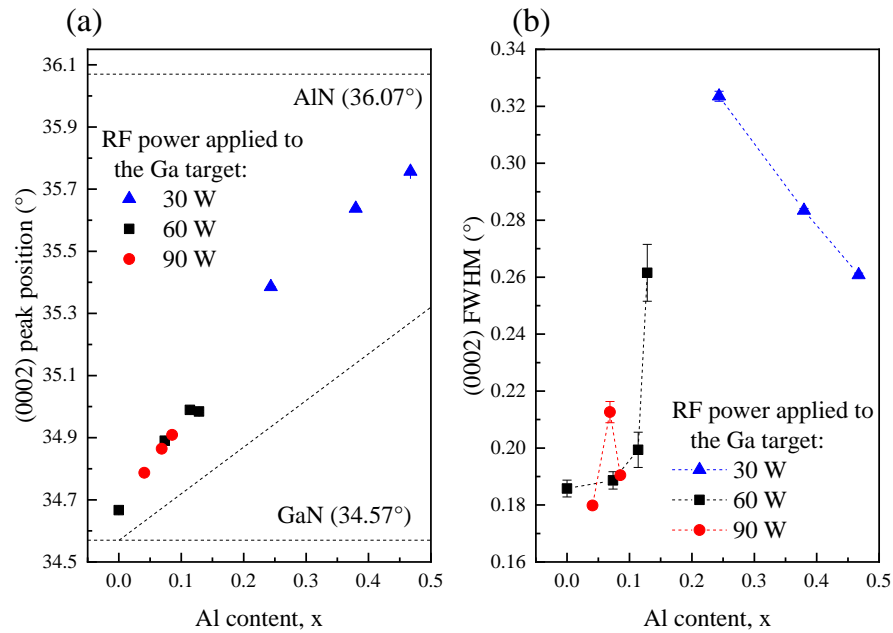 (a)
(0002) peak position (°)
36.1
35.9
35.7
35.5
35.3
35.1
34.9
34.7
34.5
AlN (36.07°)
RF power applied to
the Ga target:
30 W
60 W
90 W
GaN (34.57°)
0.0 0.1 0.2 0.3 0.4 0.5
Al content, x
(b)
(0002) FWHM (°)
0.34
0.32
0.30
0.28
0.26
0.24
0.22
0.20
0.18
0.16
RF power applied to
the Ga target:
30 W
60 W
90 W
0.0 0.1 0.2 0.3 0.4 0.5
Al content, x